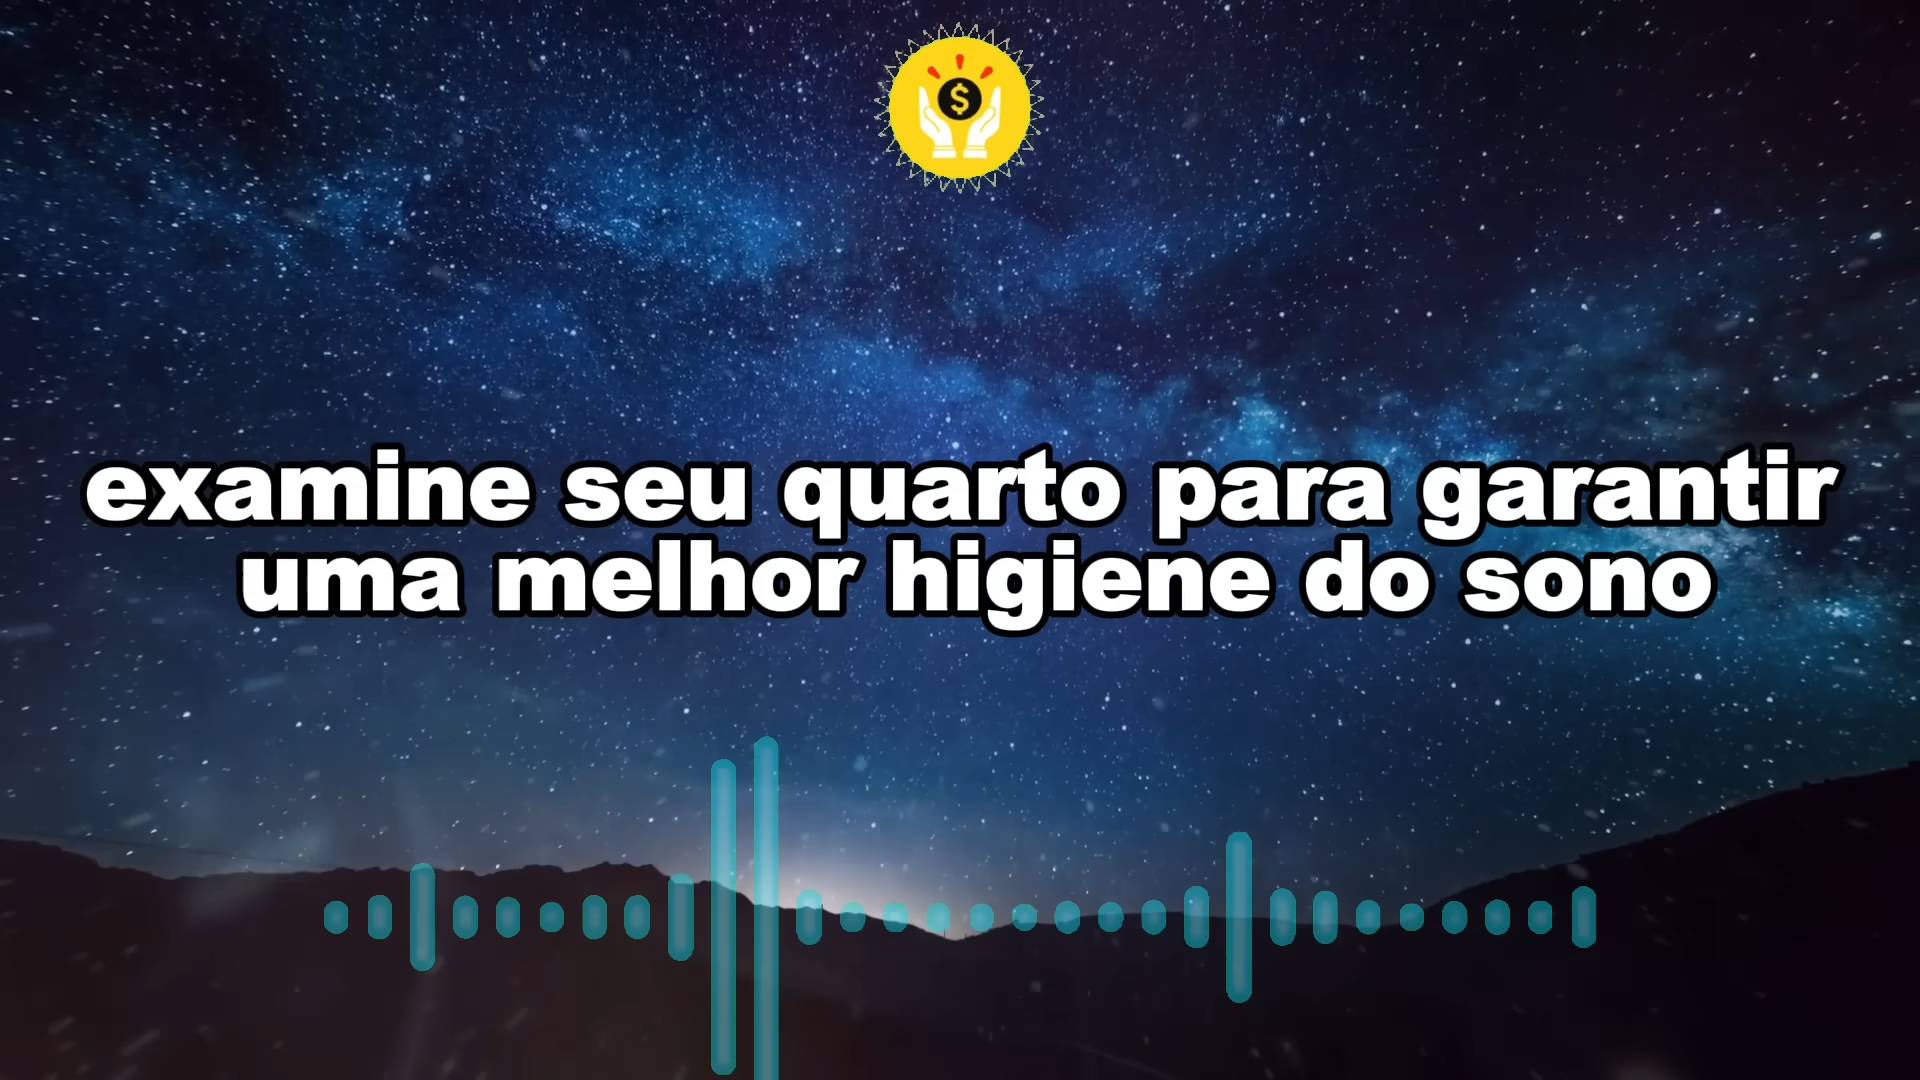 $
examine seu quarto para garantir
uma melhor higiene do sono